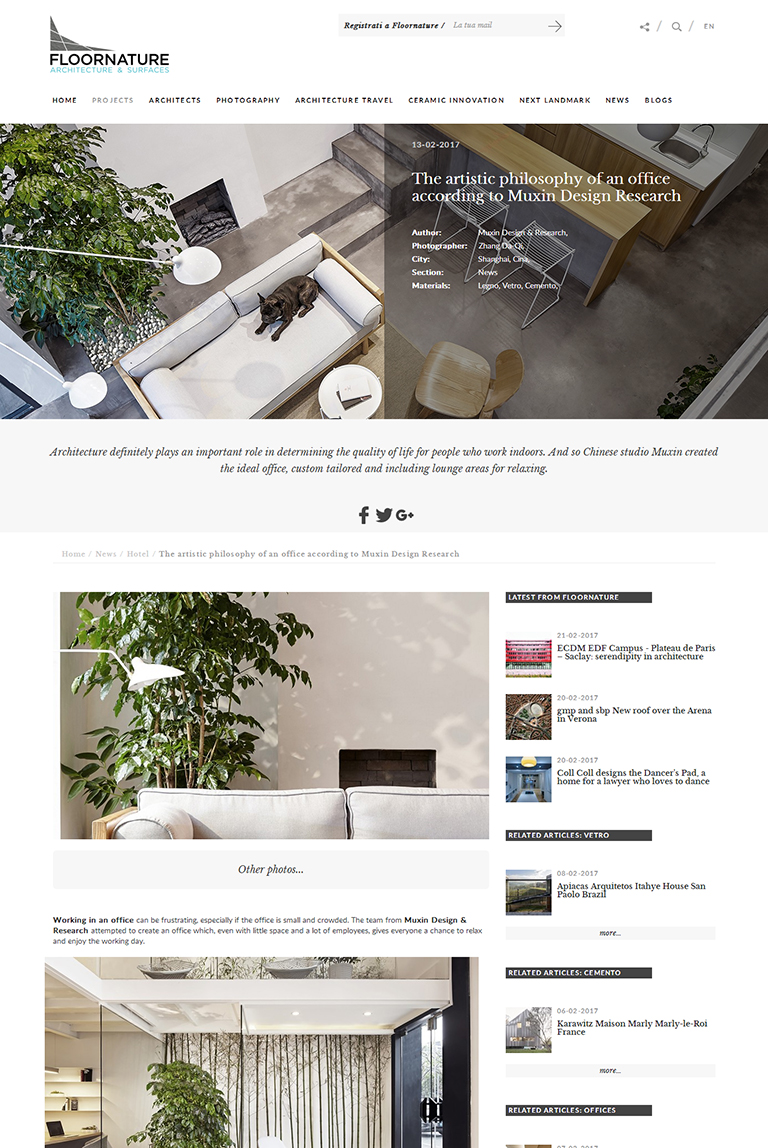 FLOORNATURE
ARCHITECTURE & SURFACES
Registrati a Floornature / La tua mail
/ / EN
HOME PROJECTS ARCHITECTS PHOTOGRAPHY ARCHITECTURE TRAVEL CERAMIC INNOVATION NEXT LANDMARK NEWS BLOGS
13-02-2017
The artistic philosophy of an office
according to Muxin Design Research
Author: Muxin Design & Research,
Photographer: Zhang Da Qi,
City: Shanghai, Cina,
Section: News
Materials: Legno, Vetro, Cemento,
Architecture definitely plays an important role in determining the quality of life for people who work indoors. And so Chinese studio Muxin created
the ideal office, custom tailored and including lounge areas for relaxing.
Home / News / Hotel / The artistic philosophy of an office according to Muxin Design Research
Other photos...
Working in an office can be frustrating, especially if the office is small and crowded. The team from Muxin Design &
Research attempted to create an office which, even with little space and a lot of employees, gives everyone a chance to relax
and enjoy the working day.
LATEST FROM FLOORNATURE
21-02-2017
ECDM EDF Campus - Plateau de Paris
– Saclay: serendipity in architecture
20-02-2017
gmp and sbp New roof over the Arena
in Verona
20-02-2017
Coll Coll designs the Dancer's Pad, a
home for a lawyer who loves to dance
RELATED ARTICLES: VETRO
08-02-2017
Apiacas Arquitetos Itahye House San
Paolo Brazil
more...
RELATED ARTICLES: CEMENTO
06-02-2017
Karawitz Maison Marly Marly-le-Roi
France
more...
RELATED ARTICLES: OFFICES